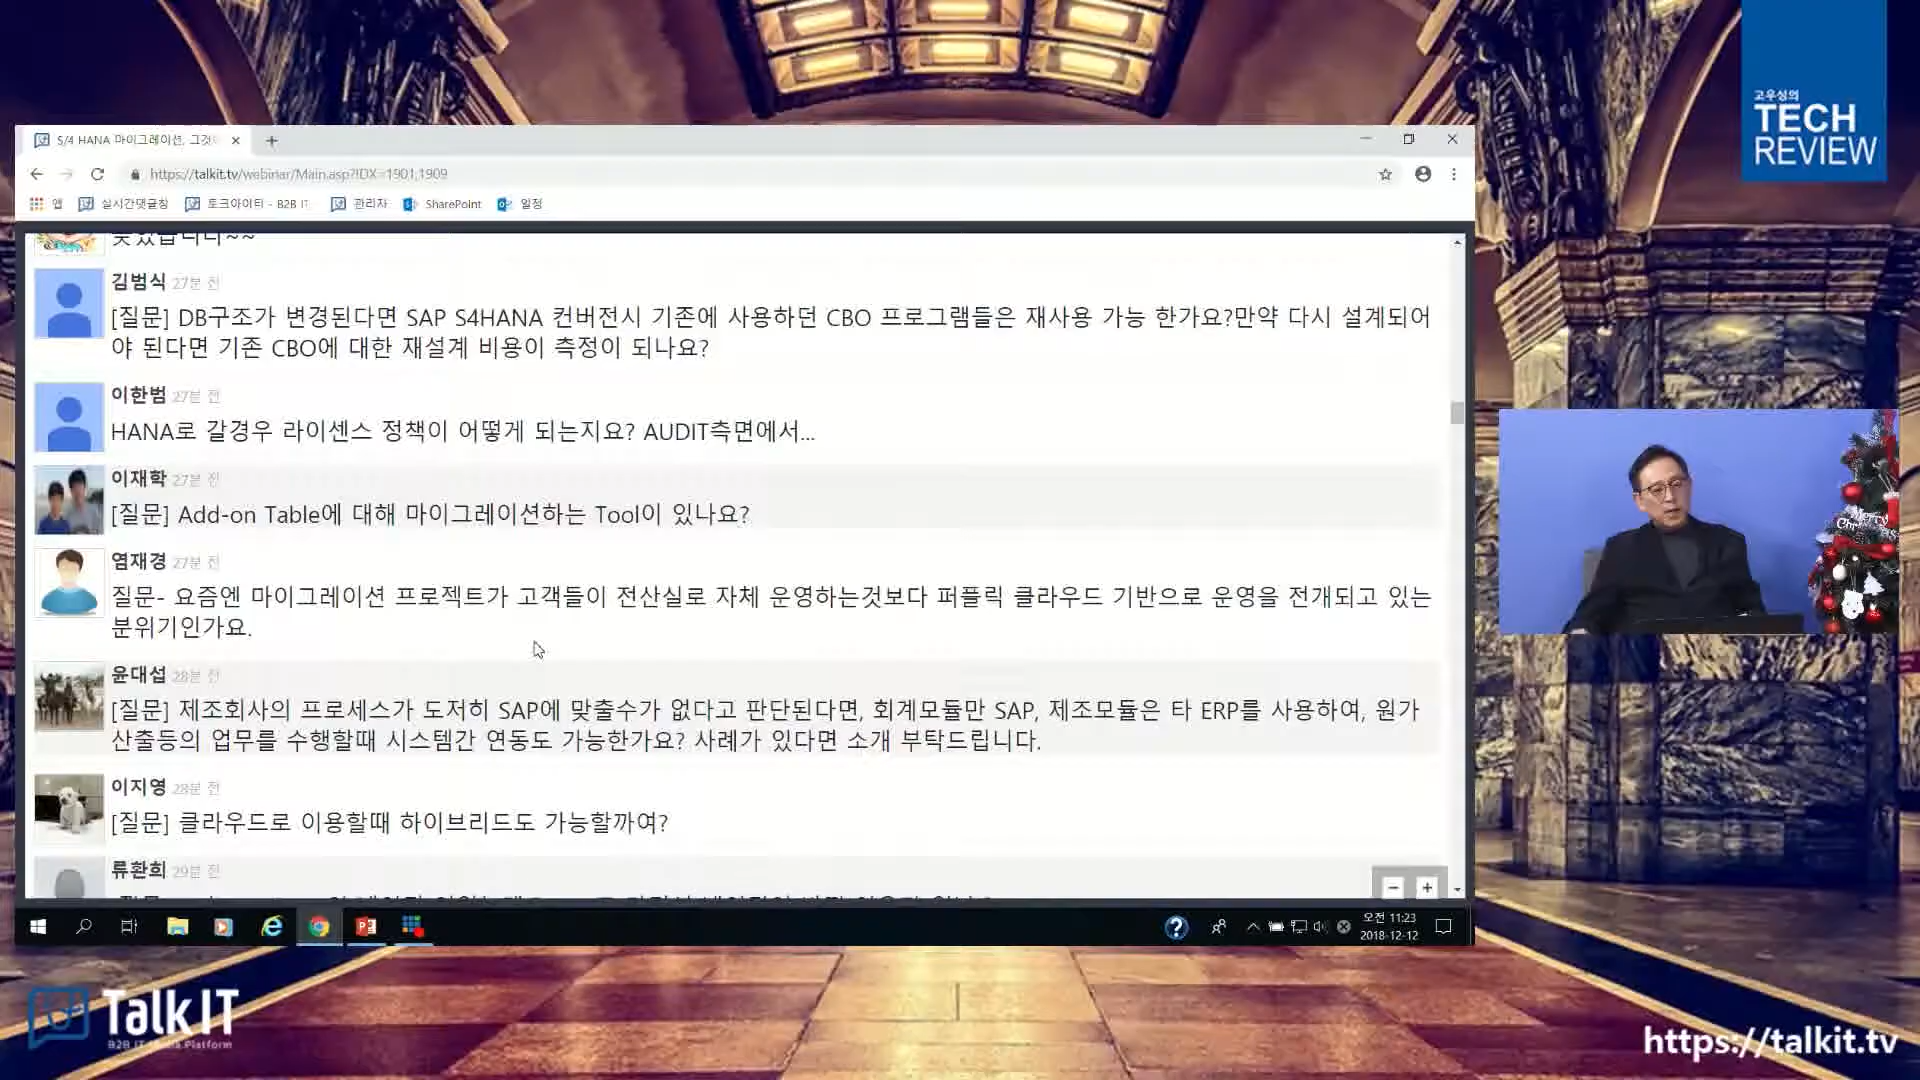 고우성의
TECH
REVIEW
S/4 HANA 마이그레이션, 그것
https://talkit.tv/webinar/Main.asp?IDX=1901,1909
앱 실시간댓글창 토크아이티 - B2B IT 관리자 SharePoint 일정
김범식 27분 전
[질문] DB구조가 변경된다면 SAP S4HANA 컨버전시 기존에 사용하던 CBO 프로그램들은 재사용 가능 한가요?만약 다시 설계되어
야 된다면 기존 CBO에 대한 재설계 비용이 측정이 되나요?
이한범 27분 전
HANA로 갈경우 라이센스 정책이 어떻게 되는지요? AUDIT측면에서...
이재학 27분 전
[질문] Add-on Table에 대해 마이그레이션하는 Tool이 있나요?
염재경 27분 전
질문- 요즘엔 마이그레이션 프로젝트가 고객들이 전산실로 자체 운영하는것보다 퍼플릭 클라우드 기반으로 운영을 전개되고 있는
분위기인가요.
윤대섭 28분 전
[질문] 제조회사의 프로세스가 도저히 SAP에 맞출수가 없다고 판단된다면, 회계모듈만 SAP, 제조모듈은 타 ERP를 사용하여, 원가
산출등의 업무를 수행할때 시스템간 연동도 가능한가요? 사례가 있다면 소개 부탁드립니다.
이지영 28분 전
[질문] 클라우드로 이용할때 하이브리드도 가능할까여?
류환희 29분 전
오전 11:23
2018-12-12
Merry
TalkIT
B2B IT Media Platform
https://talkit.tv